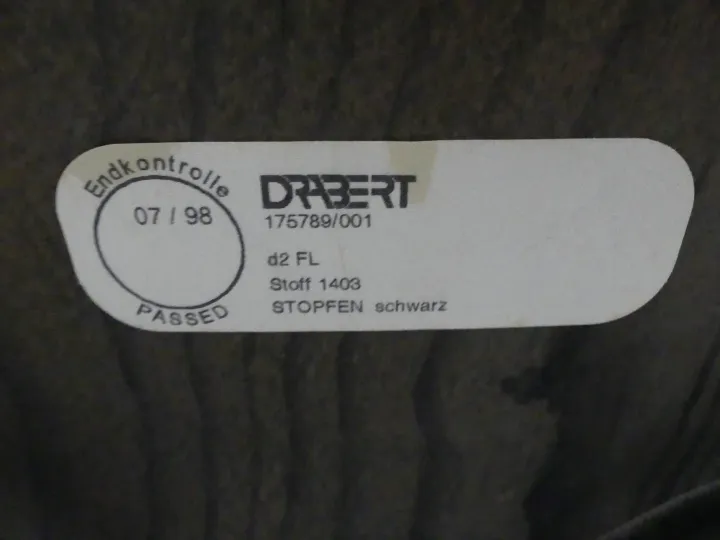 Endkontrolle
07 / 98
PASSED
DRABERT
175789/001
d2 FL
Stoff 1403
STOPFEN schwarz